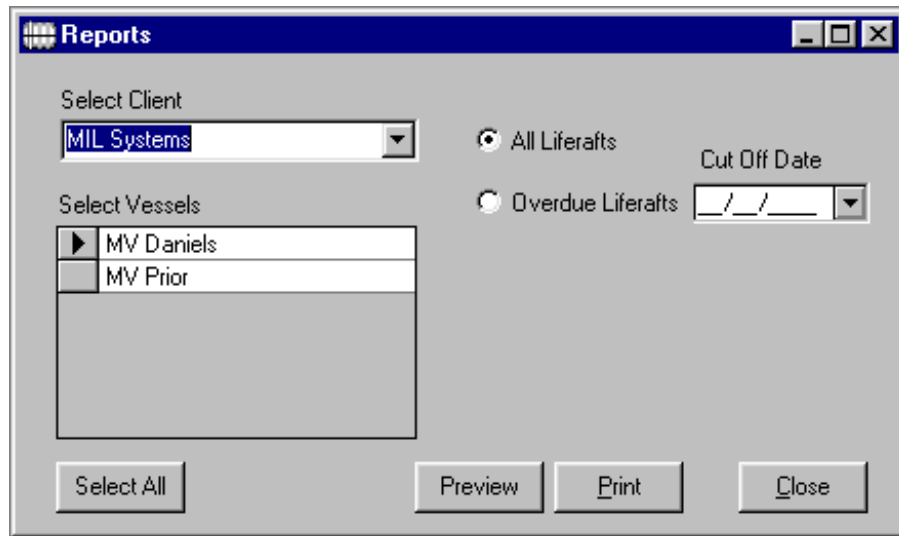 Reports
Select Client
MIL Systems
All Liferafts
Cut Off Date
Select Vessels
Overdue Liferafts
__/__/____
MV Daniels
MV Prior
Select All
Preview
Print
Close